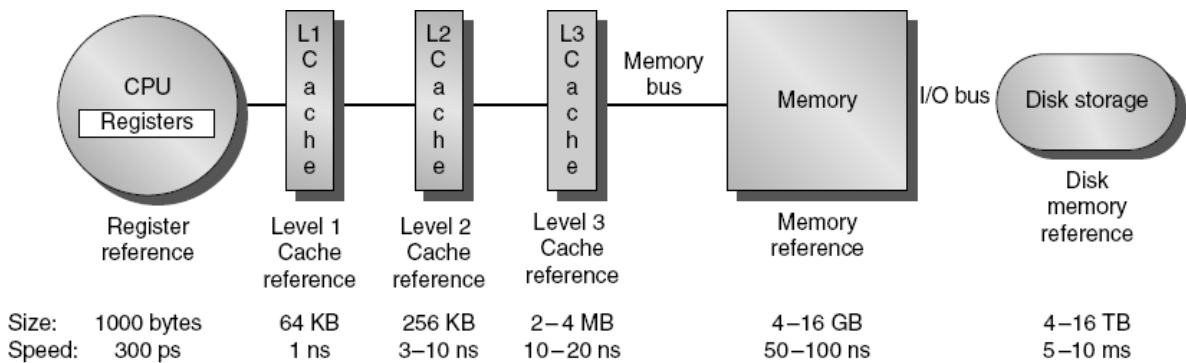 CPU
Registers
L1
C
a
c
h
e
L2
C
a
c
h
e
L3
C
a
c
h
e
Memory
bus
Memory
I/O bus
Disk storage
Register
reference
Level 1
Cache
reference
Level 2
Cache
reference
Level 3
Cache
reference
Memory
reference
Disk
memory
reference
Size: 1000 bytes 64 KB 256 KB 2–4 MB 4–16 GB 4–16 TB
Speed: 300 ps 1 ns 3–10 ns 10–20 ns 50–100 ns 5–10 ms